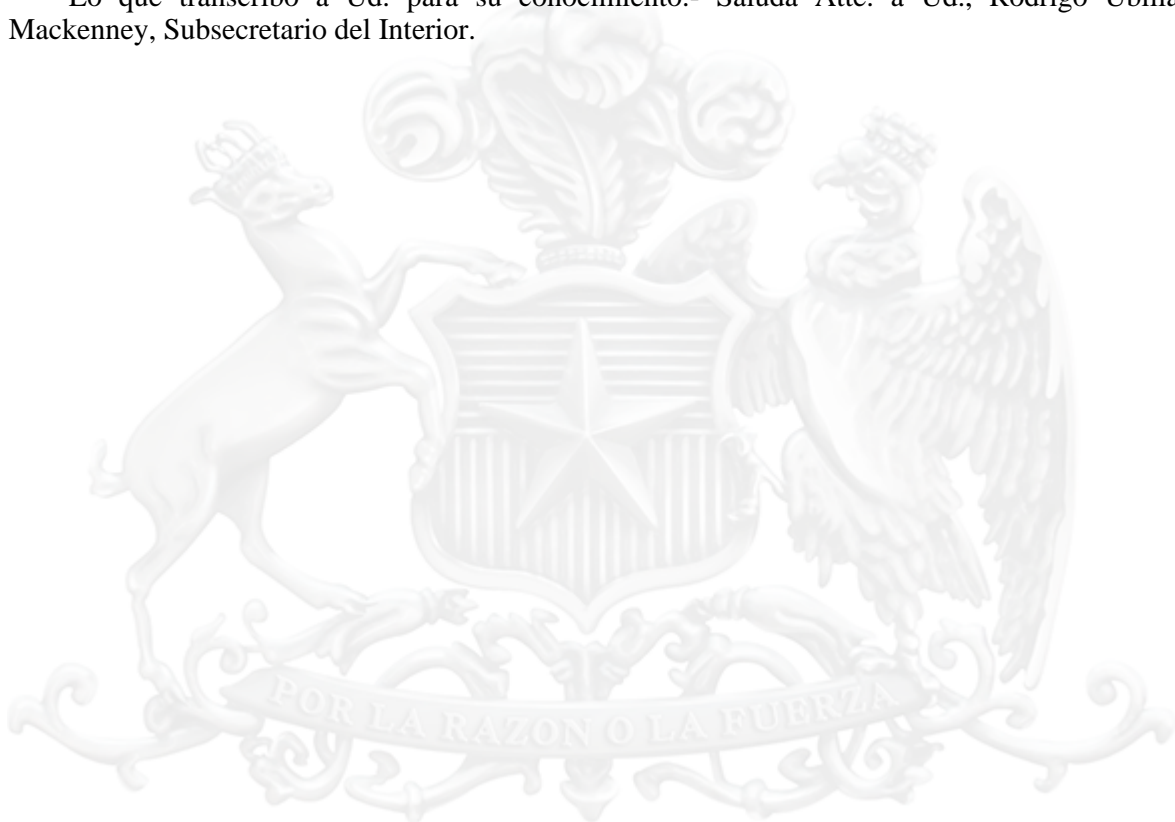 Lo que transcribo a Ud. para su conocimiento.- Saluda Atte. a Ud., Rodrigo Ubilla
Mackenney, Subsecretario del Interior.
POR LA RAZON O LA FUERZA